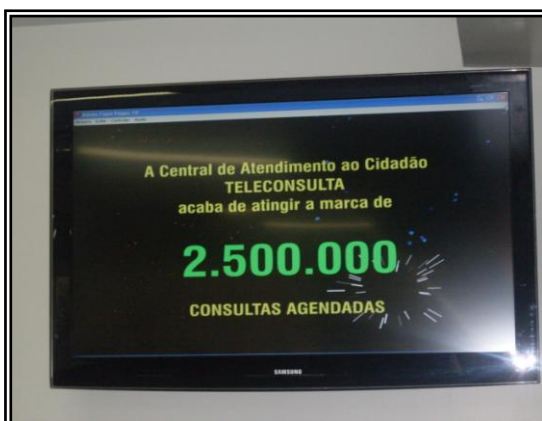 A Central de Atendimento ao Cidadão
TELECONSULTA
acaba de atingir a marca de
2.500.000
CONSULTAS AGENDADAS
SAMSUNG